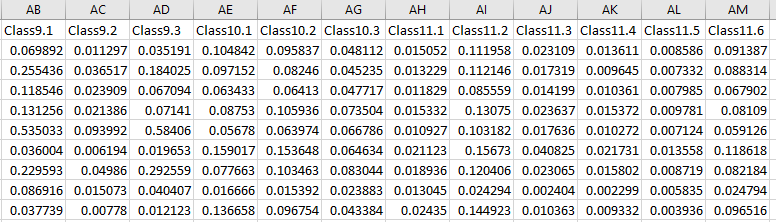 AB AC AD AE AF AG AH AI AJ AK AL AM
Class9.1 Class9.2 Class9.3 Class10.1 Class10.2 Class10.3 Class11.1 Class11.2 Class11.3 Class11.4 Class11.5 Class11.6
0.069892 0.011297 0.035191 0.104842 0.095837 0.048112 0.015052 0.111958 0.023109 0.013611 0.008586 0.091387
0.255436 0.036517 0.184025 0.097152 0.08246 0.045235 0.013229 0.112146 0.017319 0.009645 0.007332 0.088314
0.118546 0.023909 0.067094 0.063433 0.06413 0.047717 0.011829 0.085559 0.014199 0.010361 0.007985 0.067902
0.131256 0.021386 0.07141 0.08753 0.105936 0.073504 0.015332 0.13075 0.023637 0.015372 0.009781 0.08109
0.535033 0.093992 0.58406 0.05678 0.063974 0.066786 0.010927 0.103182 0.017636 0.010272 0.007124 0.059126
0.036004 0.006194 0.019653 0.159017 0.153648 0.064634 0.021123 0.15673 0.040825 0.021731 0.013558 0.118618
0.229593 0.04986 0.292559 0.077663 0.103463 0.083044 0.018936 0.120406 0.023065 0.015802 0.008719 0.082184
0.086916 0.015073 0.040407 0.016666 0.015392 0.023883 0.013045 0.024294 0.002404 0.002299 0.005835 0.024794
0.037739 0.00778 0.012123 0.136658 0.096754 0.043384 0.02435 0.144923 0.010363 0.009332 0.003936 0.096516